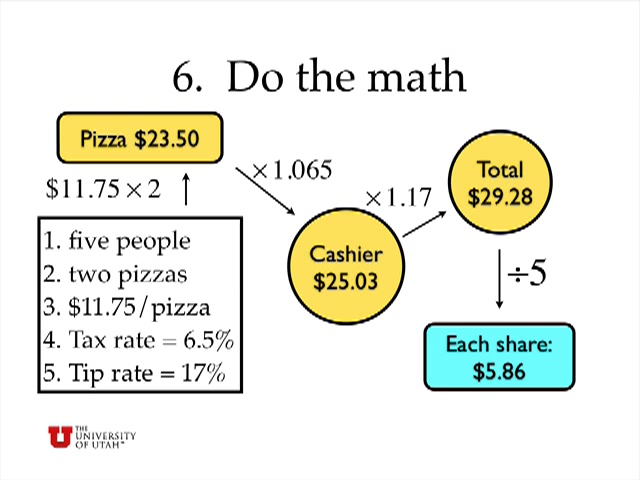 6. Do the math
Pizza $23.50
$11.75 × 2
1. five people
2. two pizzas
3. $11.75/pizza
4. Tax rate = 6.5%
5. Tip rate = 17%
×1.065
Cashier
$25.03
×1.17
Total
$29.28
÷5
Each share:
$5.86
THE
UNIVERSITY
OF UTAH™